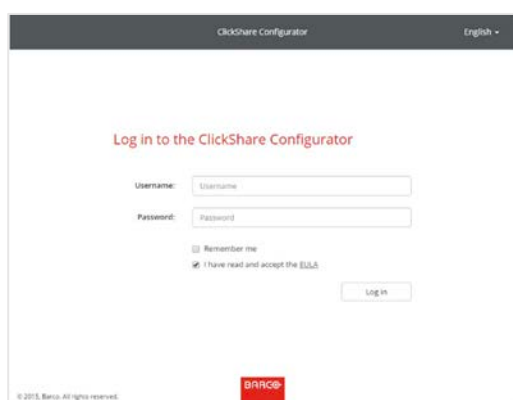 ClickShare Configurator
English
Log in to the ClickShare Configurator
Username:
Username
Password:
Password
Remember me
I have read and accept the EULA
Log in
BARCO
© 2015, Barco. All rights reserved.